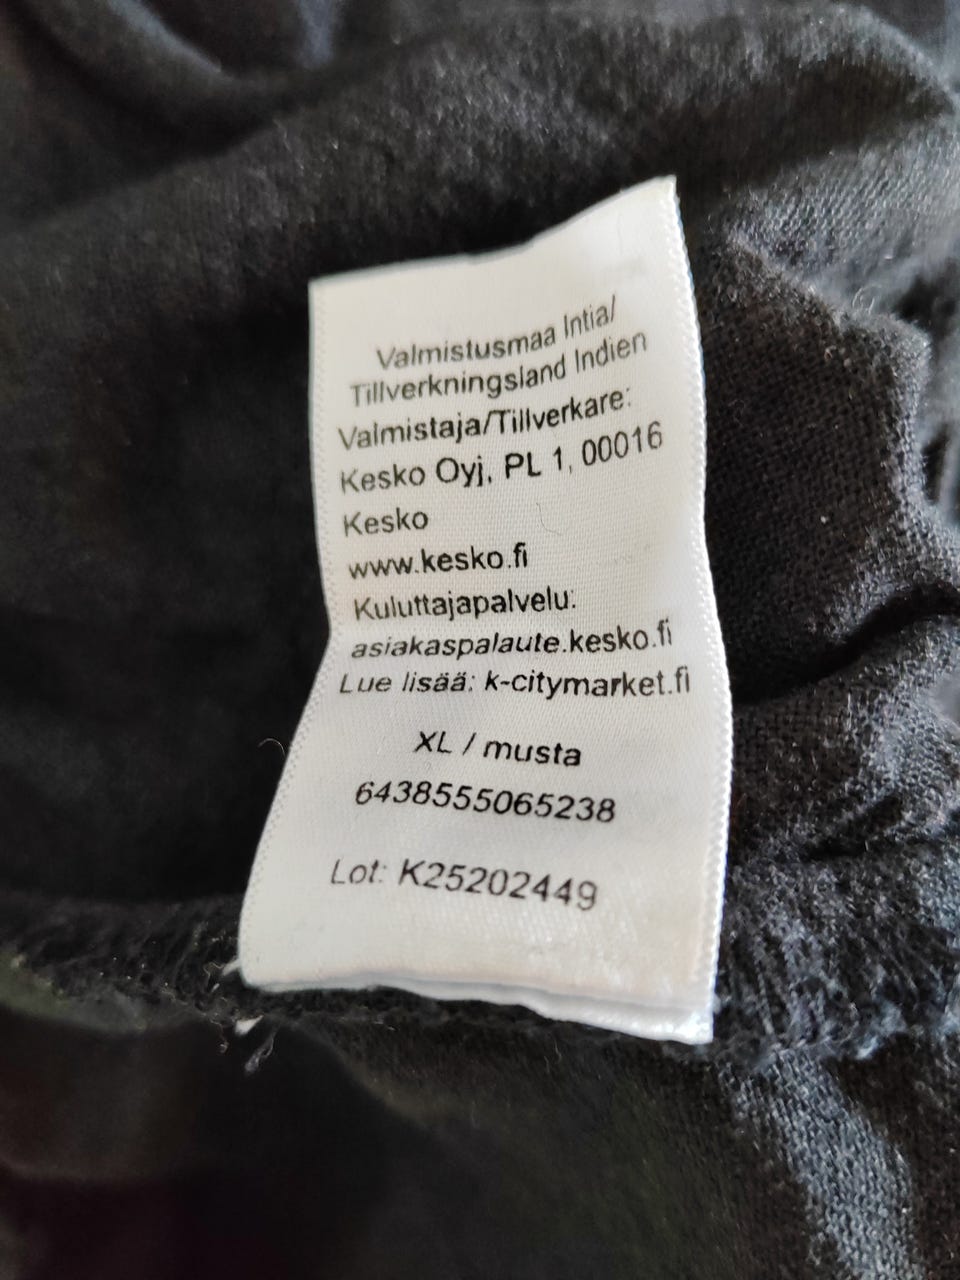 Valmistusmaa Intia/
Tillverkningsland Indien
Valmistaja/Tillverkare:
Kesko Oyj, PL 1, 00016
Kesko
www.kesko.fi
Kuluttajapalvelu:
asiakaspalaute.kesko.fi
Lue lisää: k-citymarket.fi
XL / musta
6438555065238
Lot: K25202449